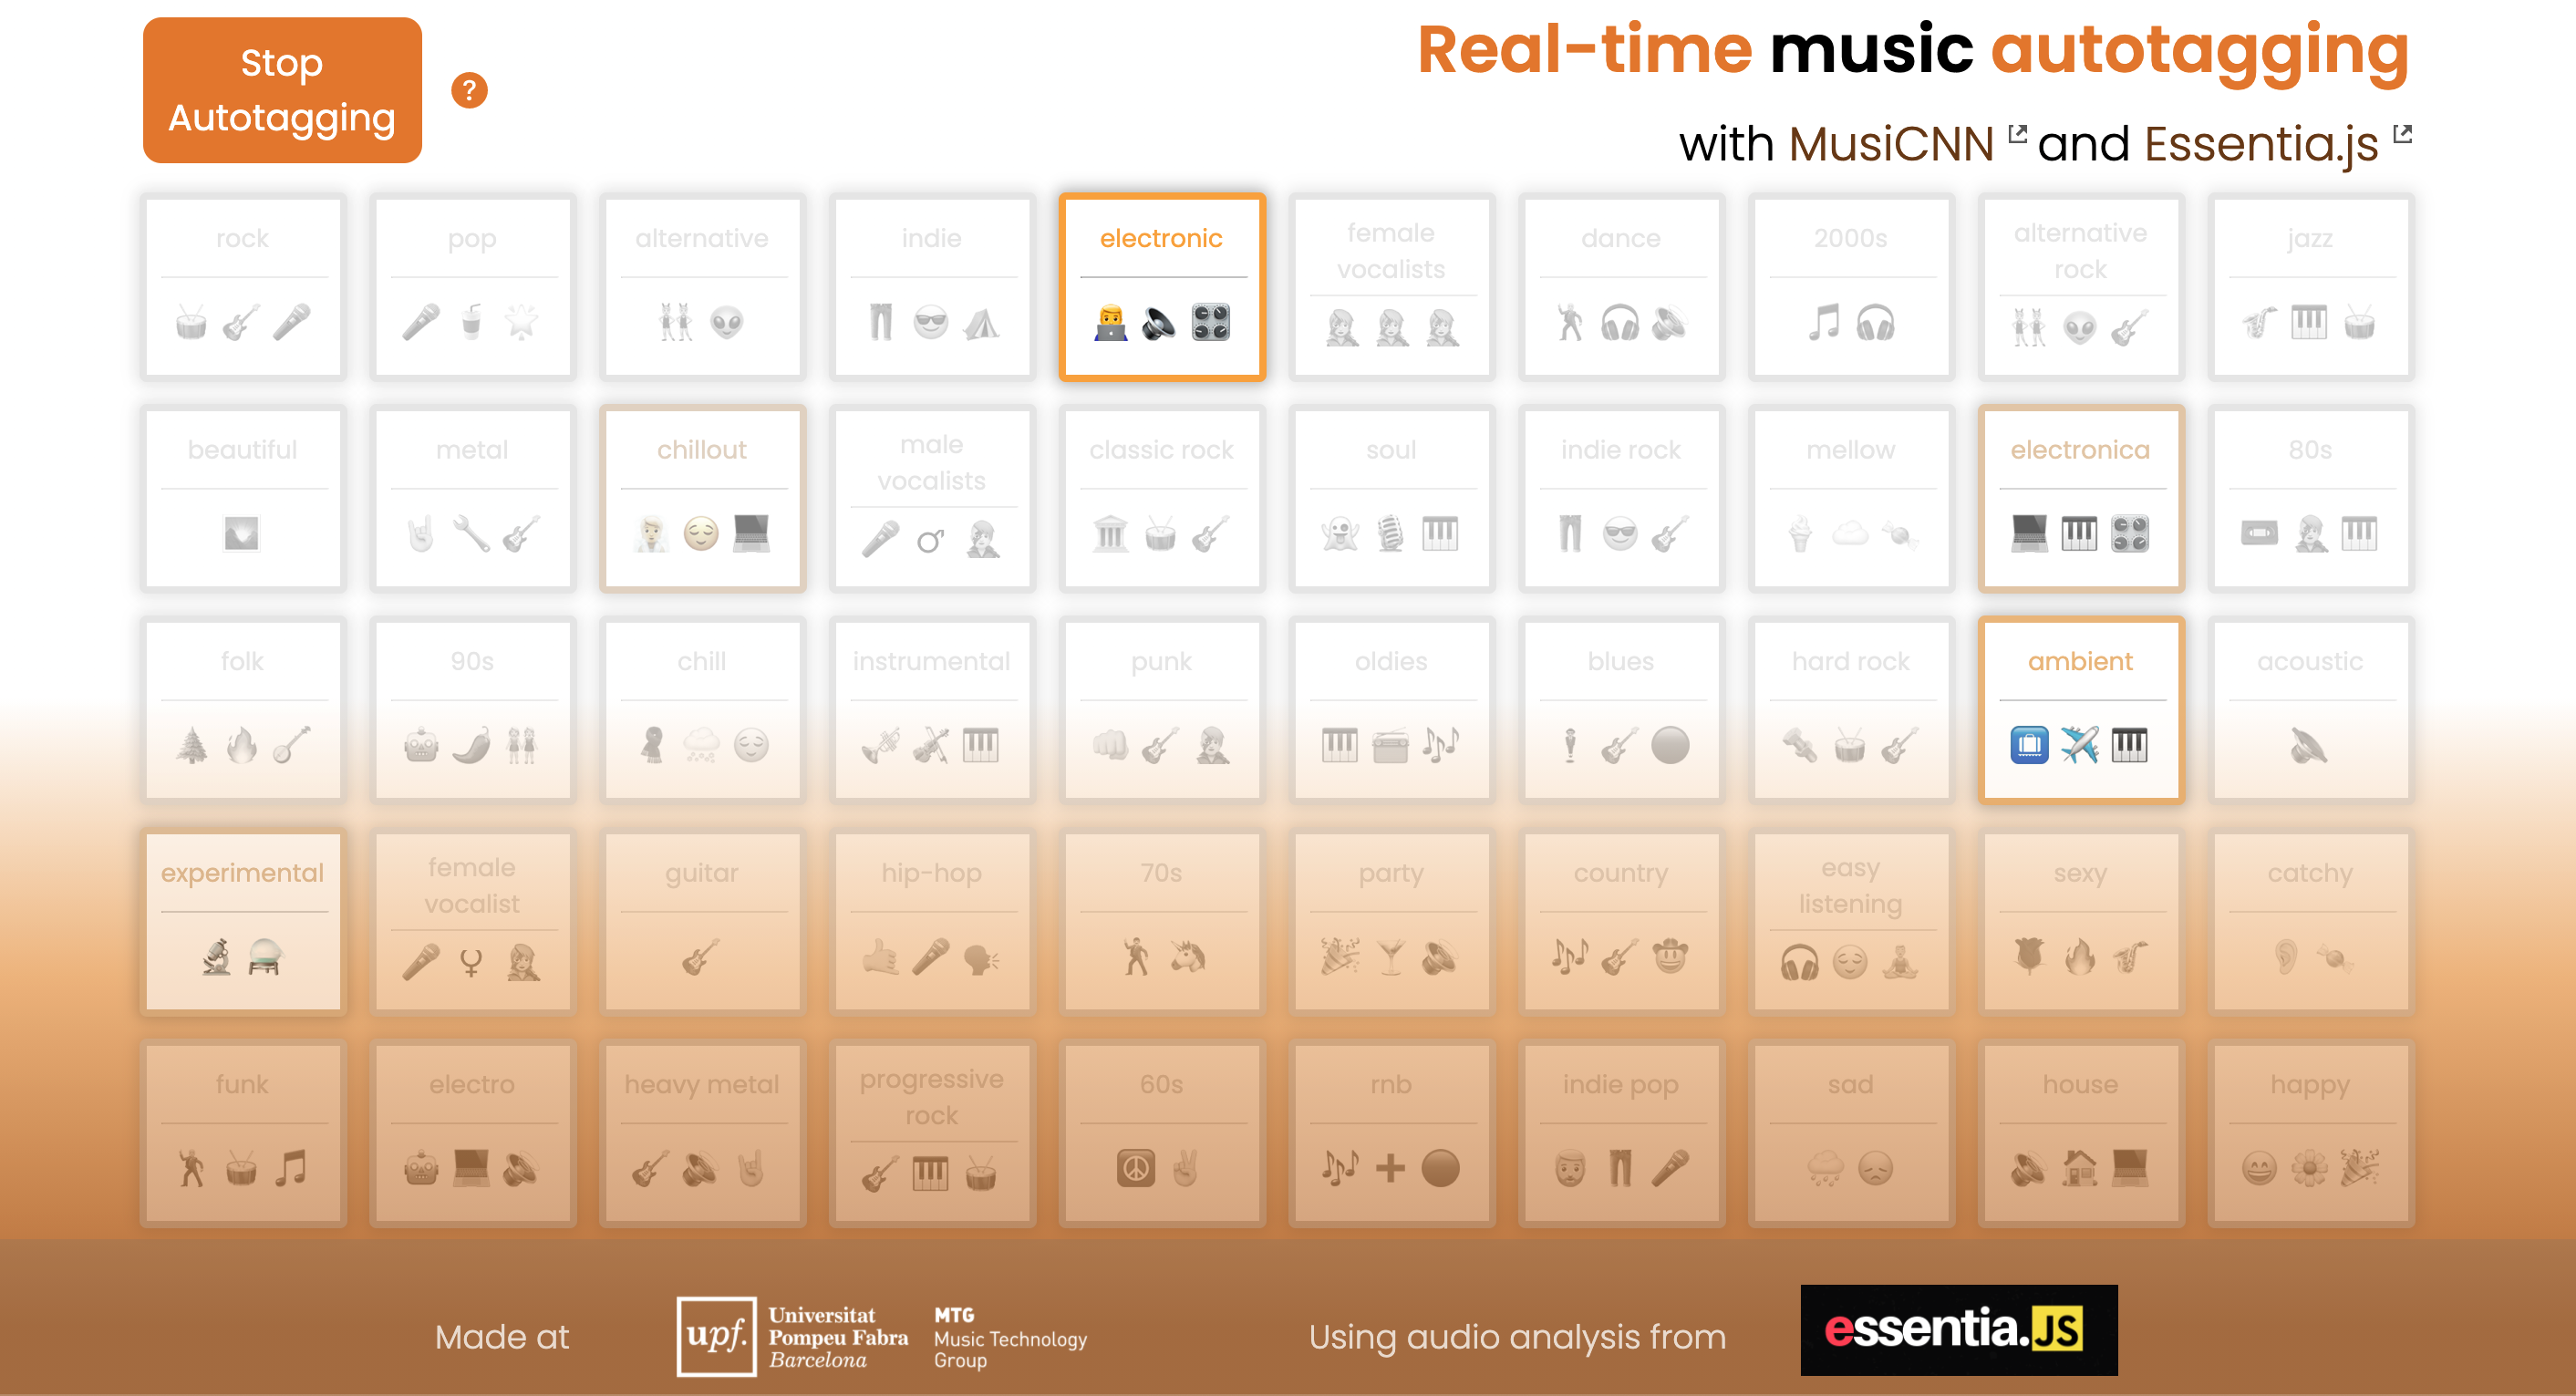 Stop
Autotagging
?
Real-time music autotagging
with MusiCNN and Essentia.js
rock
pop
alternative
indie
electronic
female
vocalists
dance
2000s
alternative
rock
jazz
beautiful
metal
chillout
male
vocalists
classic rock
soul
indie rock
mellow
electronica
80s
folk
90s
chill
instrumental
punk
oldies
blues
hard rock
ambient
acoustic
experimental
female
vocalist
guitar
hip-hop
70s
party
country
easy
listening
sexy
catchy
funk
electro
heavy metal
progressive
rock
60s
rnb
indie pop
sad
house
happy
Made at
upf.
Universitat
Pompeu Fabra
Barcelona
MTG
Music Technology
Group
Using audio analysis from
essentia.JS